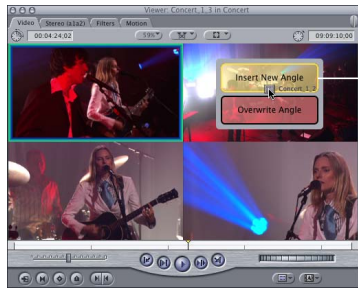 Viewer: Concert_1_3 in Concert
Video Stereo (a1a2) Filters Motion
00:04:24;02 59% 09:09:10;00
Insert New Angle
Concert_1_2
Overwrite Angle